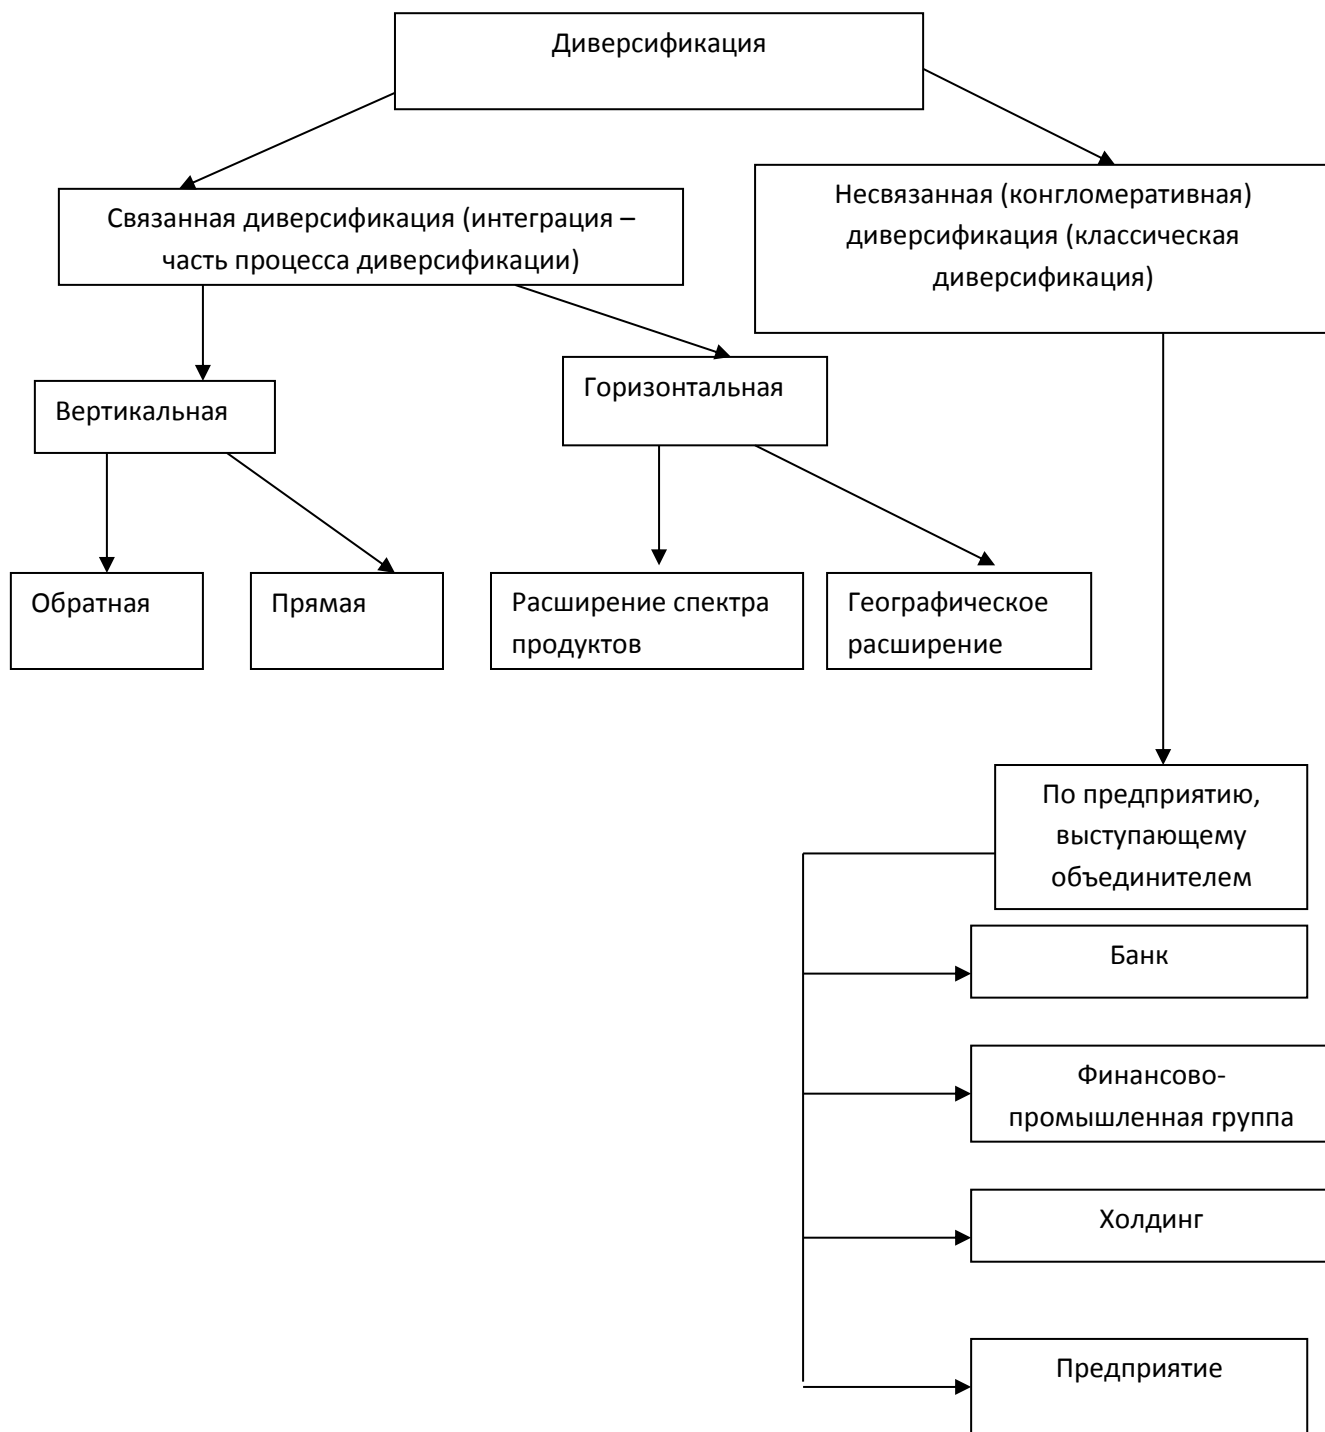 Диверсификация
Связанная диверсификация (интеграция –
часть процесса диверсификации)
Несвязанная (конгломеративная)
диверсификация (классическая
диверсификация)
Вертикальная
Горизонтальная
Обратная
Прямая
Расширение спектра
продуктов
Географическое
расширение
По предприятию,
выступающему
объединителем
Банк
Финансово-
промышленная группа
Холдинг
Предприятие